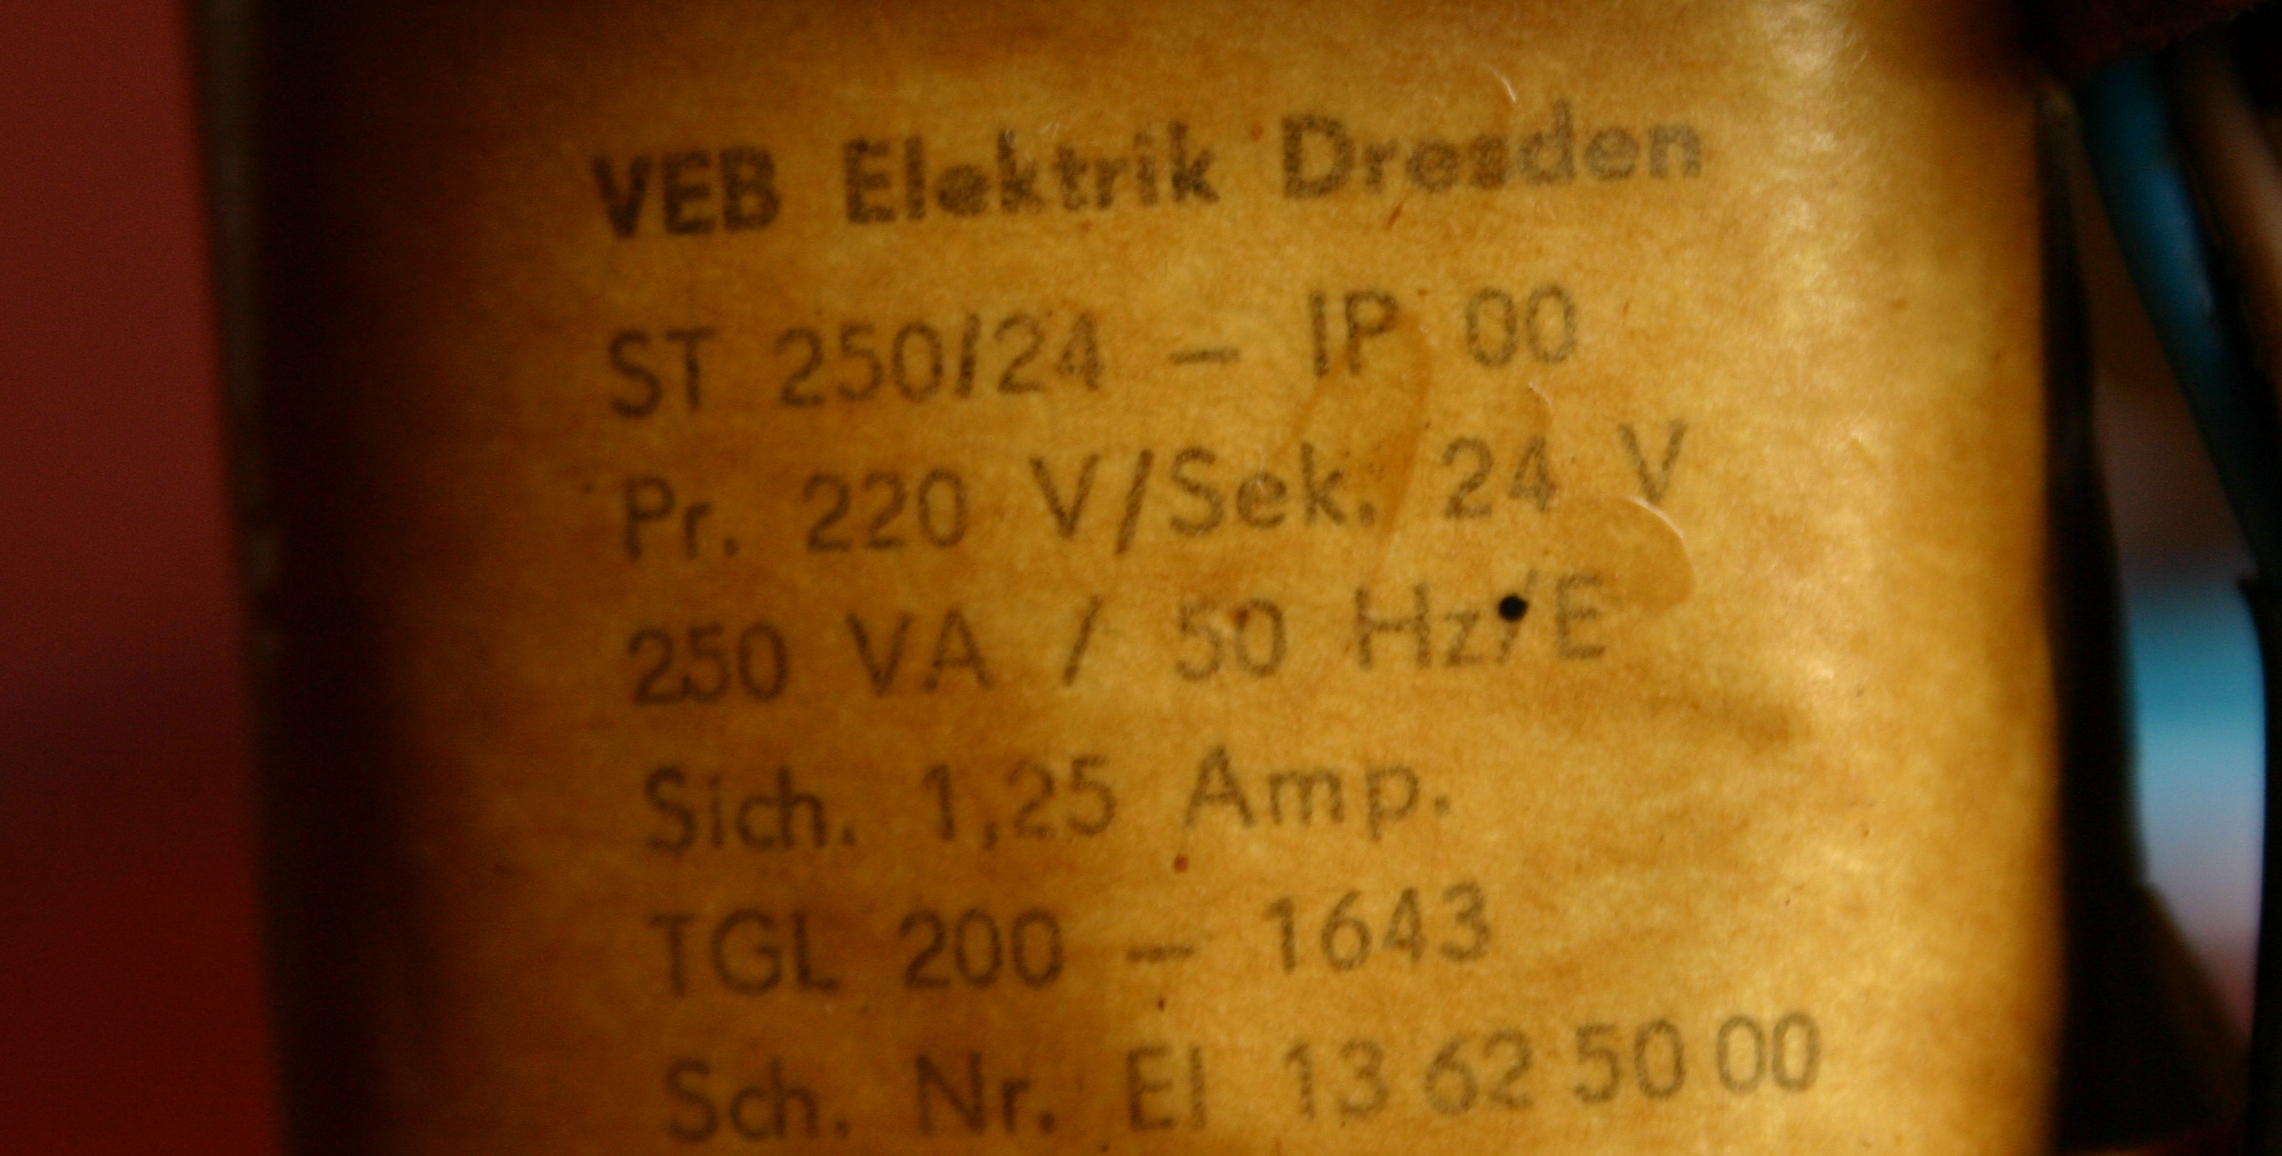 VEB Elektrik Dresden
ST 250/24 – IP 00
Pr. 220 V/Sek. 24 V
250 VA / 50 Hz/E
Sich. 1,25 Amp.
TGL 200 – 1643
Sch. Nr. El 13 62 50 00